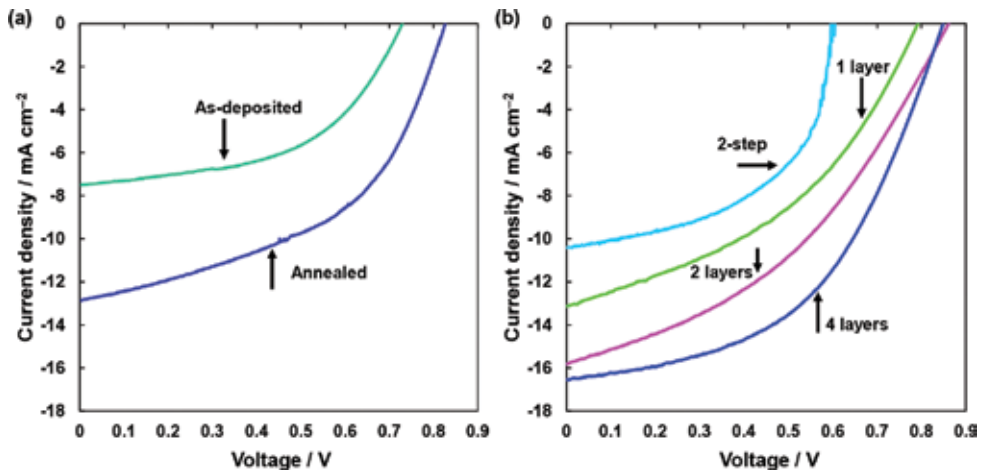 (a)
0
-2
-4
-6
-8
-10
-12
-14
-16
-18
Current density / mA cm⁻²
As-deposited
Annealed
0 0.1 0.2 0.3 0.4 0.5 0.6 0.7 0.8 0.9
Voltage / V
(b)
0
-2
-4
-6
-8
-10
-12
-14
-16
-18
Current density / mA cm⁻²
1 layer
2-step
2 layers
4 layers
0 0.1 0.2 0.3 0.4 0.5 0.6 0.7 0.8 0.9
Voltage / V